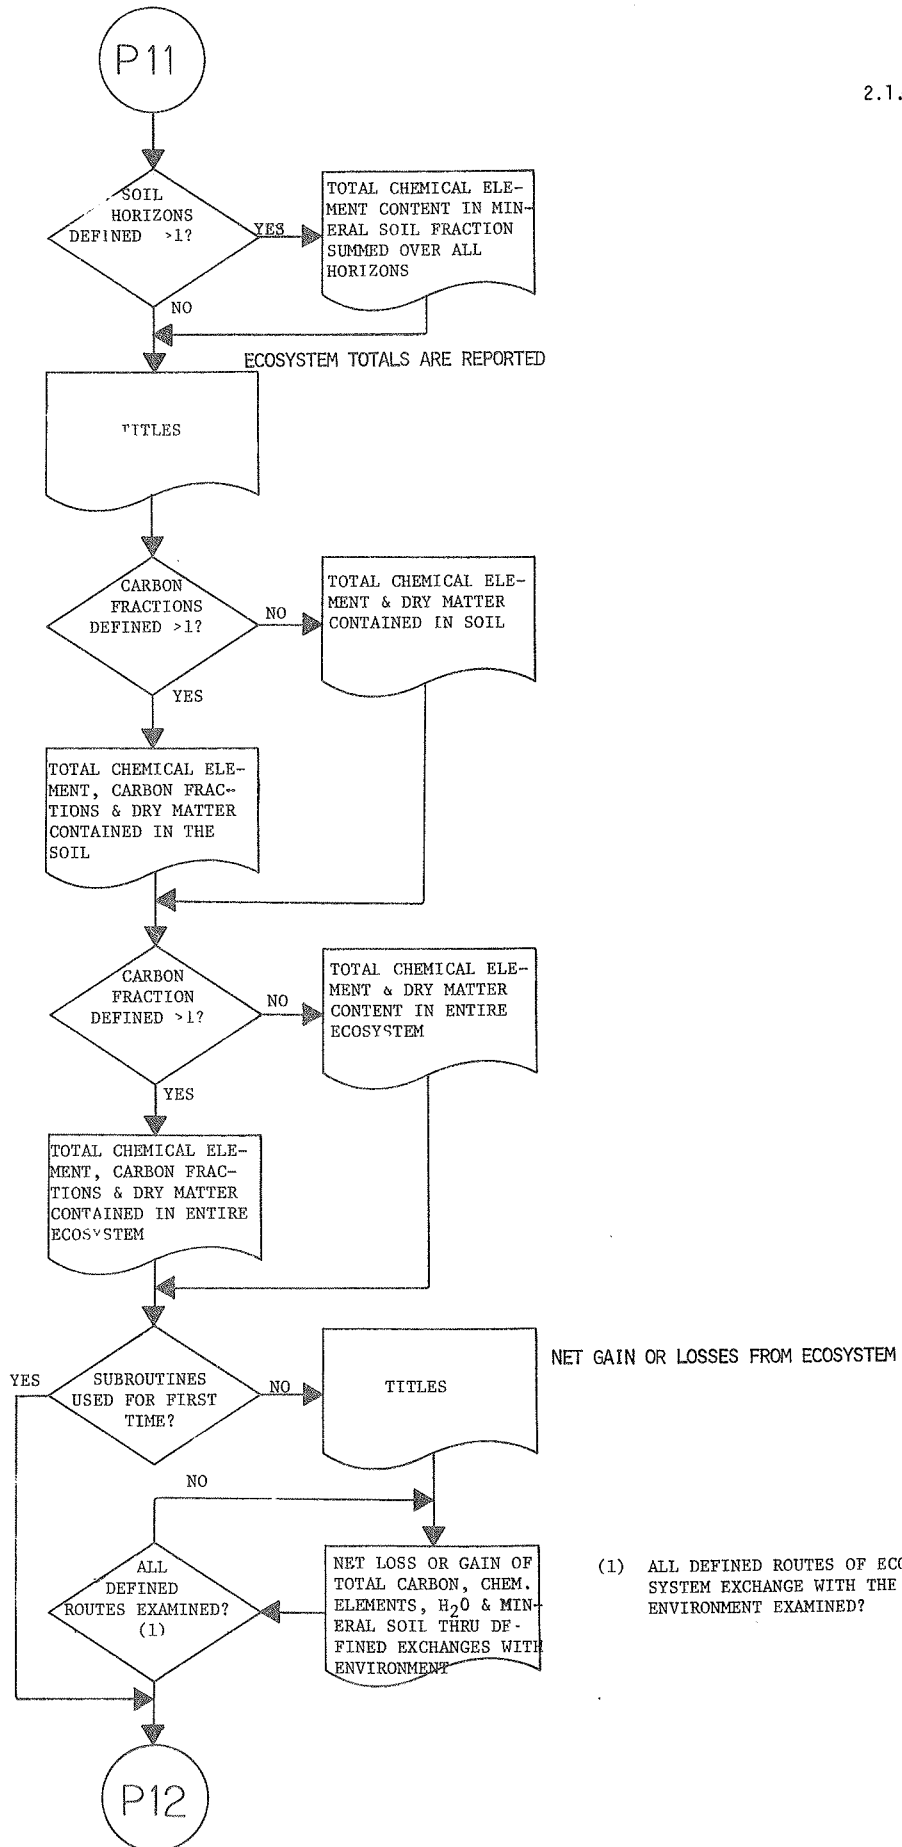 P11
2.1.
SOIL
HORIZONS
DEFINED >1?
YES
TOTAL CHEMICAL ELE-
MENT CONTENT IN MIN-
ERAL SOIL FRACTION
SUMMED OVER ALL
HORIZONS
NO
ECOSYSTEM TOTALS ARE REPORTED
TITLES
CARBON
FRACTIONS
DEFINED >1?
NO
TOTAL CHEMICAL ELE-
MENT & DRY MATTER
CONTAINED IN SOIL
YES
TOTAL CHEMICAL ELE-
MENT, CARBON FRAC-
TIONS & DRY MATTER
CONTAINED IN THE
SOIL
CARBON
FRACTION
DEFINED >1?
NO
TOTAL CHEMICAL ELE-
MENT & DRY MATTER
CONTENT IN ENTIRE
ECOSYSTEM
YES
TOTAL CHEMICAL ELE-
MENT, CARBON FRAC-
TIONS & DRY MATTER
CONTAINED IN ENTIRE
ECOSYSTEM
YES
SUBROUTINES
USED FOR FIRST
TIME?
NO
TITLES
NET GAIN OR LOSSES FROM ECOSYSTEM
NO
ALL
DEFINED
ROUTES EXAMINED?
(1)
NET LOSS OR GAIN OF
TOTAL CARBON, CHEM.
ELEMENTS, H₂O & MIN-
ERAL SOIL THRU DE-
FINED EXCHANGES WITH
ENVIRONMENT
(1) ALL DEFINED ROUTES OF ECO
SYSTEM EXCHANGE WITH THE
ENVIRONMENT EXAMINED?
P12